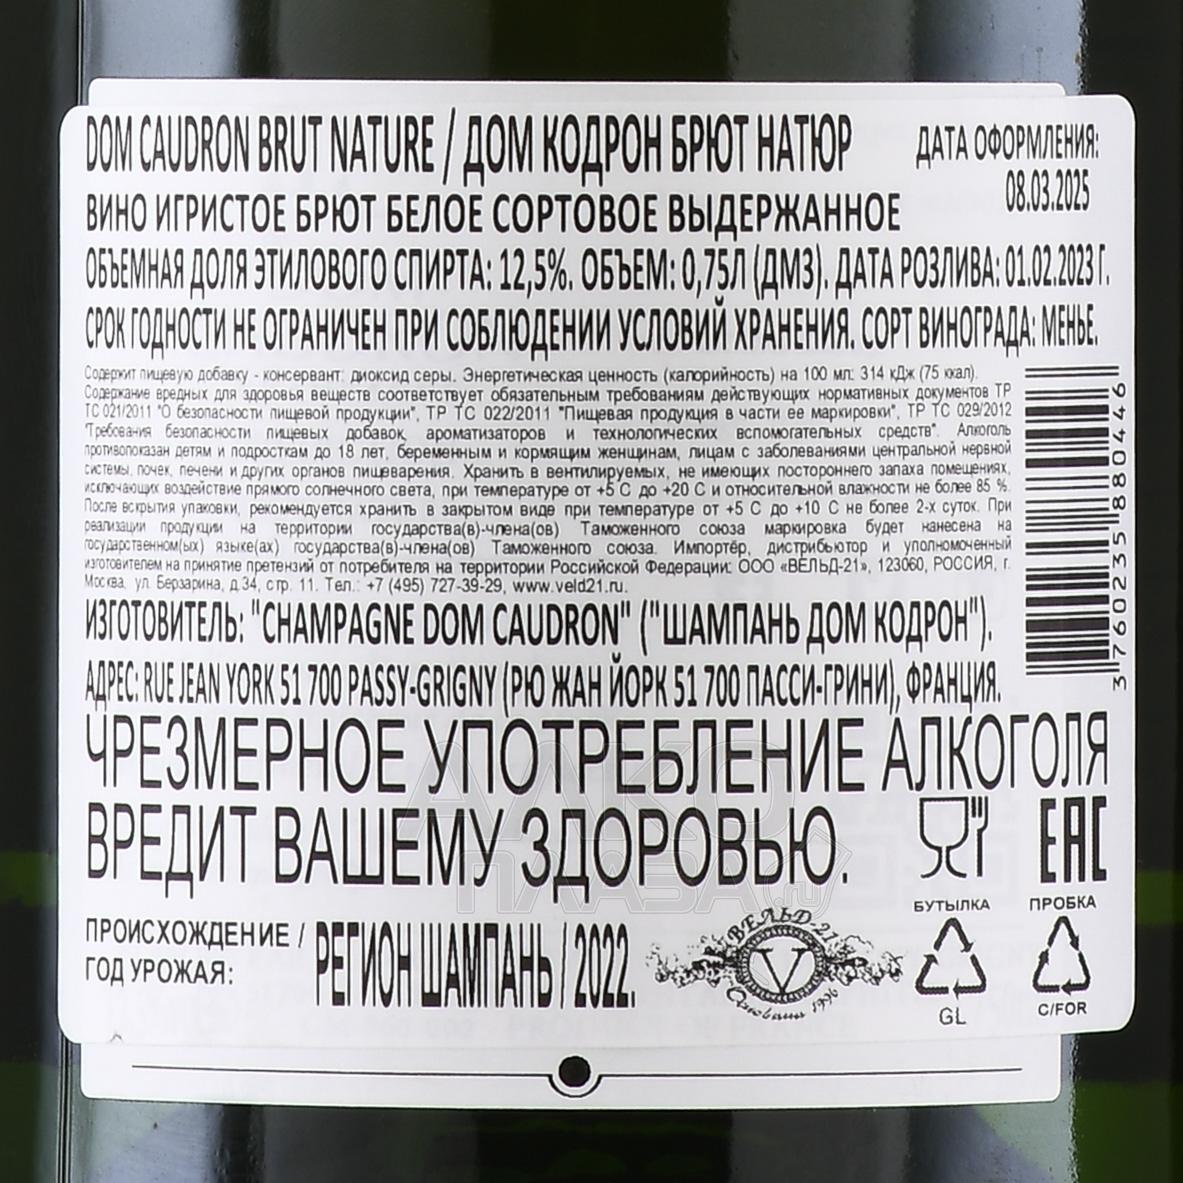 DOM CAUDRON BRUT NATURE / ДОМ КОДРОН БРЮТ НАТЮР
ДАТА ОФОРМЛЕНИЯ:
08.03.2025
ВИНО ИГРИСТОЕ БРЮТ БЕЛОЕ СОРТОВОЕ ВЫДЕРЖАННОЕ
ОБЪЕМНАЯ ДОЛЯ ЭТИЛОВОГО СПИРТА: 12,5%. ОБЪЕМ: 0,75Л (ДМ3). ДАТА РОЗЛИВА: 01.02.2023 Г.
СРОК ГОДНОСТИ НЕ ОГРАНИЧЕН ПРИ СОБЛЮДЕНИИ УСЛОВИЙ ХРАНЕНИЯ. СОРТ ВИНОГРАДА: МЕНЬЕ.
Содержит пищевую добавку - консервант: диоксид серы. Энергетическая ценность (калорийность) на 100 мл: 314 кДж (75 ккал).
Содержание вредных для здоровья веществ соответствует обязательным требованиям действующих нормативных документов ТР
ТС 021/2011 "О безопасности пищевой продукции", ТР ТС 022/2011 "Пищевая продукция в части ее маркировки", ТР ТС 029/2012
"Требования безопасности пищевых добавок, ароматизаторов и технологических вспомогательных средств". Алкоголь
противопоказан детям и подросткам до 18 лет, беременным и кормящим женщинам, лицам с заболеваниями центральной нервной
системы, почек, печени и других органов пищеварения. Хранить в вентилируемых, не имеющих постороннего запаха помещениях,
исключающих воздействие прямого солнечного света, при температуре от +5 С до +20 С и относительной влажности не более 85 %.
После вскрытия упаковки, рекомендуется хранить в закрытом виде при температуре от +5 С до +10 С не более 2-х суток. При
реализации продукции на территории государства(в)-члена(ов) Таможенного союза маркировка будет нанесена на
государственном(ых) языке(ах) государства(в)-члена(ов) Таможенного союза. Импортёр, дистрибьютор и уполномоченный
изготовителем на принятие претензий от потребителя на территории Российской Федерации: ООО «ВЕЛЬД-21», 123060, РОССИЯ, г.
Москва, ул. Берзарина, д.34, стр. 11. Тел.: +7 (495) 727-39-29, www.veld21.ru.
3760235880446
ИЗГОТОВИТЕЛЬ: "CHAMPAGNE DOM CAUDRON" ("ШАМПАНЬ ДОМ КОДРОН").
АДРЕС: RUE JEAN YORK 51 700 PASSY-GRIGNY (РЮ ЖАН ЙОРК 51 700 ПАССИ-ГРИНИ), ФРАНЦИЯ.
ЧРЕЗМЕРНОЕ УПОТРЕБЛЕНИЕ АЛКОГОЛЯ
ВРЕДИТ ВАШЕМУ ЗДОРОВЬЮ.
EAC
АЛКО
ПЛАЗА.ru
БУТЫЛКА ПРОБКА
ПРОИСХОЖДЕНИЕ /
ГОД УРОЖАЯ:
РЕГИОН ШАМПАНЬ / 2022.
ВЕЛЬД-21
V
Основана 1996
GL
C/FOR